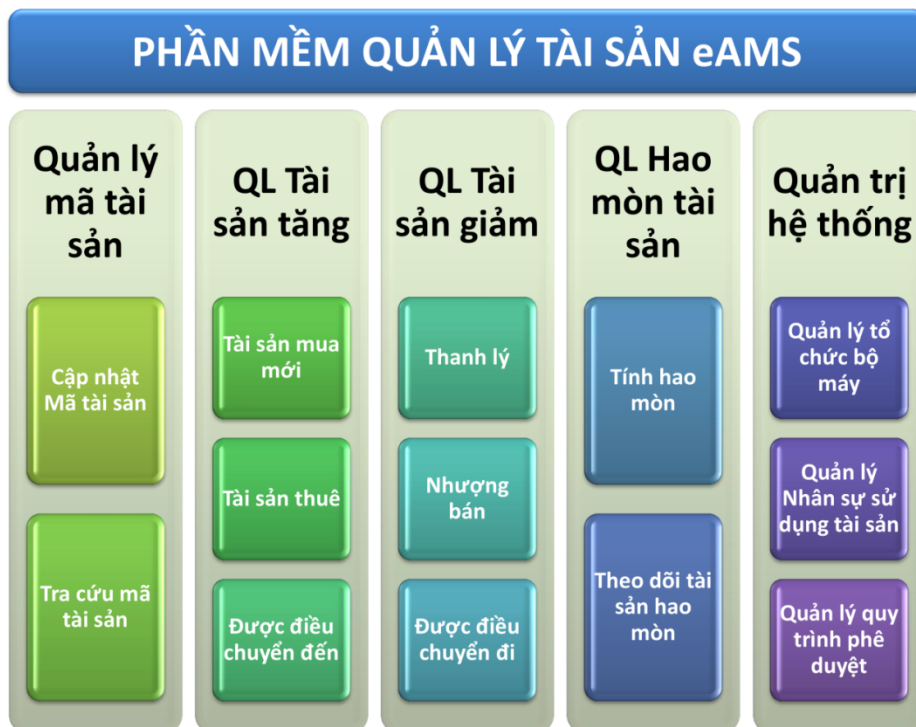 PHẦN MỀM QUẢN LÝ TÀI SẢN eAMS
Quản lý
mã tài
sản
Cập nhật
Mã tài sản
Tra cứu mã
tài sản
QL Tài
sản tăng
Tài sản mua
mới
Tài sản thuê
Được điều
chuyển đến
QL Tài
sản giảm
Thanh lý
Nhượng
bán
Được điều
chuyển đi
QL Hao
mòn tài
sản
Tính hao
mòn
Theo dõi tài
sản hao
mòn
Quản trị
hệ thống
Quản lý tổ
chức bộ
máy
Quản lý
Nhân sự sử
dụng tài sản
Quản lý quy
trình phê
duyệt